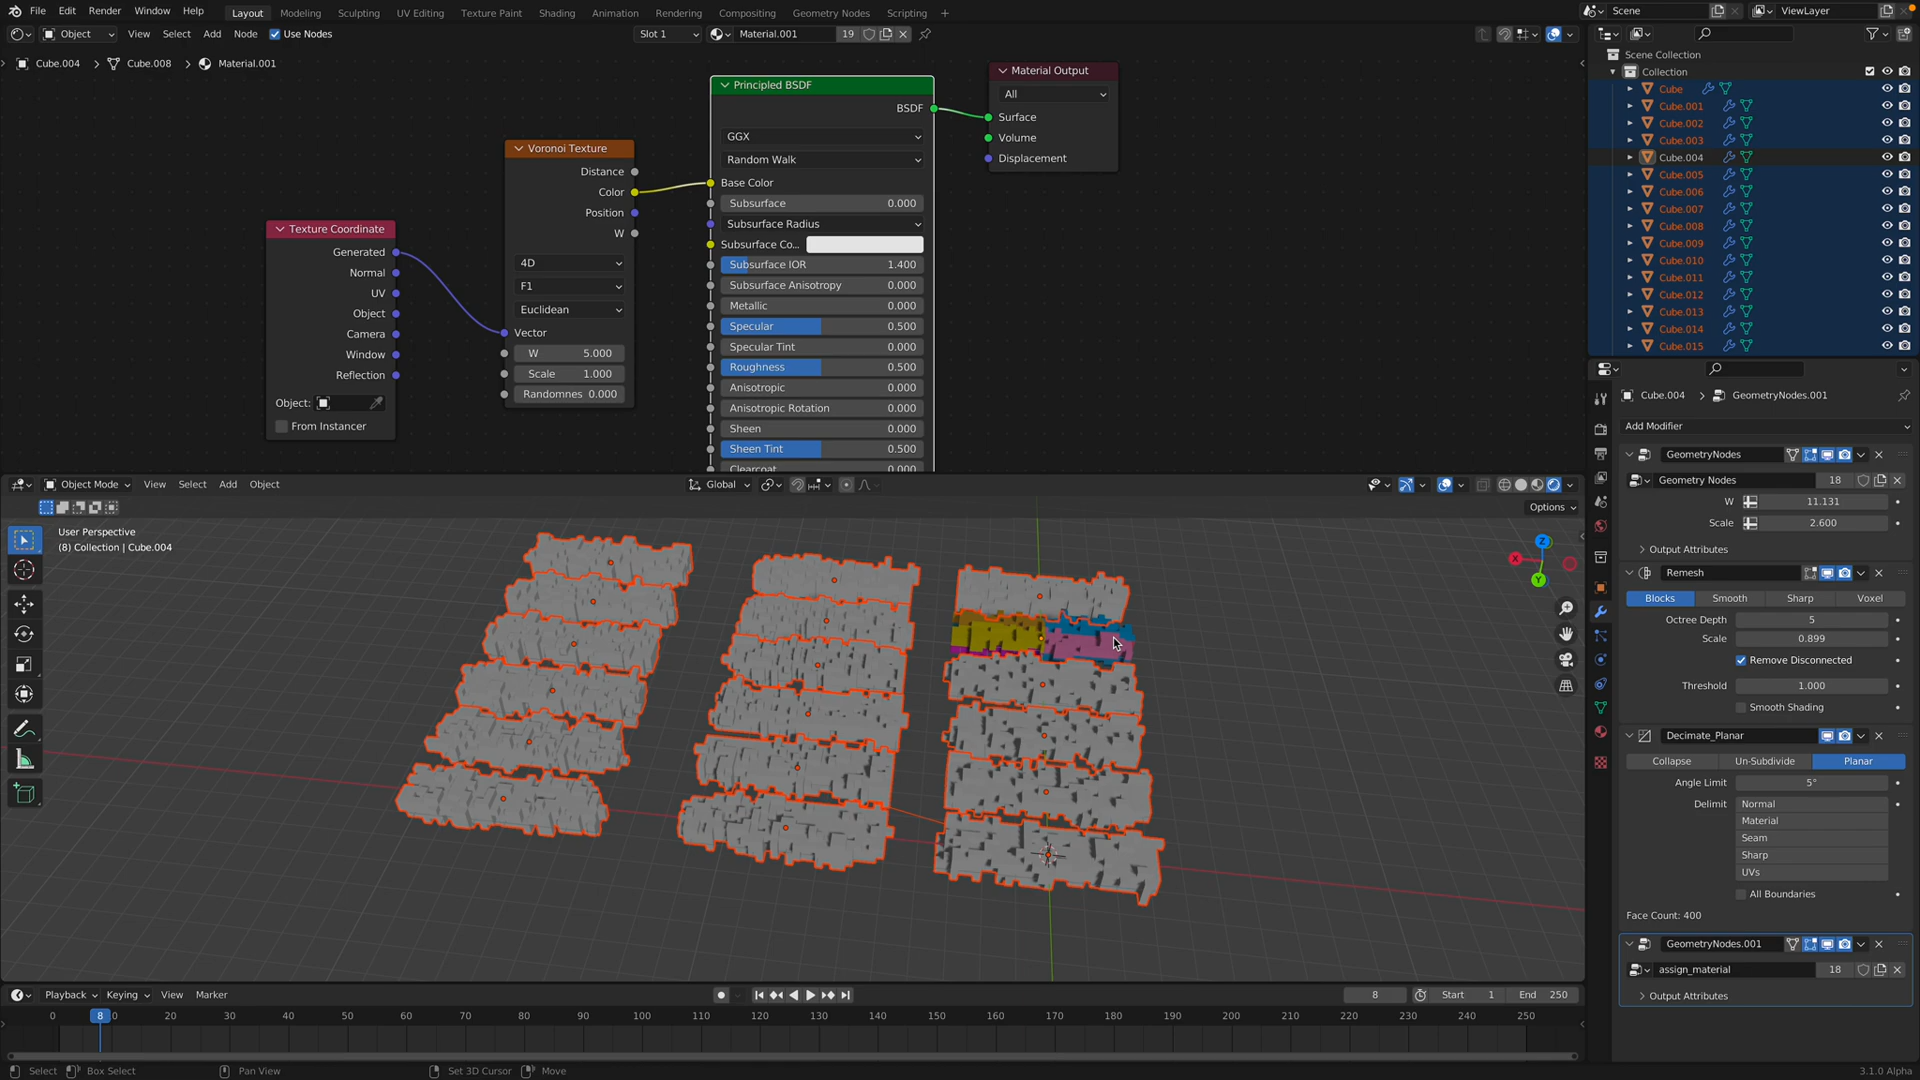 File Edit Render Window Help Layout Modeling Sculpting UV Editing Texture Paint Shading Animation Rendering Compositing Geometry Nodes Scripting + Scene ViewLayer
Object View Select Add Node Use Nodes Slot 1 Material.001 19
Cube.004 > Cube.008 > Material.001
Scene Collection
Collection
Cube
Cube.001
Cube.002
Cube.003
Cube.004
Cube.005
Cube.006
Cube.007
Cube.008
Cube.009
Cube.010
Cube.011
Cube.012
Cube.013
Cube.014
Cube.015
Texture Coordinate
Generated
Normal
UV
Object
Camera
Window
Reflection
Object:
From Instancer
Voronoi Texture
Distance
Color
Position
W
4D
F1
Euclidean
Vector
W 5.000
Scale 1.000
Randomnes 0.000
Principled BSDF
BSDF
GGX
Random Walk
Base Color
Subsurface 0.000
Subsurface Radius
Subsurface Co...
Subsurface IOR 1.400
Subsurface Anisotropy 0.000
Metallic 0.000
Specular 0.500
Specular Tint 0.000
Roughness 0.500
Anisotropic 0.000
Anisotropic Rotation 0.000
Sheen 0.000
Sheen Tint 0.500
Clearcoat 0.000
Material Output
All
Surface
Volume
Displacement
Cube.004 > GeometryNodes.001
Add Modifier
GeometryNodes
Geometry Nodes 18
W 11.131
Scale 2.600
Output Attributes
Remesh
Blocks Smooth Sharp Voxel
Octree Depth 5
Scale 0.899
Remove Disconnected
Threshold 1.000
Smooth Shading
Decimate_Planar
Collapse Un-Subdivide Planar
Angle Limit 5°
Delimit Normal
Material
Seam
Sharp
UVs
All Boundaries
Face Count: 400
GeometryNodes.001
assign_material 18
Output Attributes
Object Mode View Select Add Object Global
Options
User Perspective
(8) Collection | Cube.004
Z
X
Y
Playback Keying View Marker 8 Start 1 End 250
0 8 0 20 30 40 50 60 70 80 90 100 110 120 130 140 150 160 170 180 190 200 210 220 230 240 250
Select Box Select Pan View Set 3D Cursor Move 3.1.0 Alpha